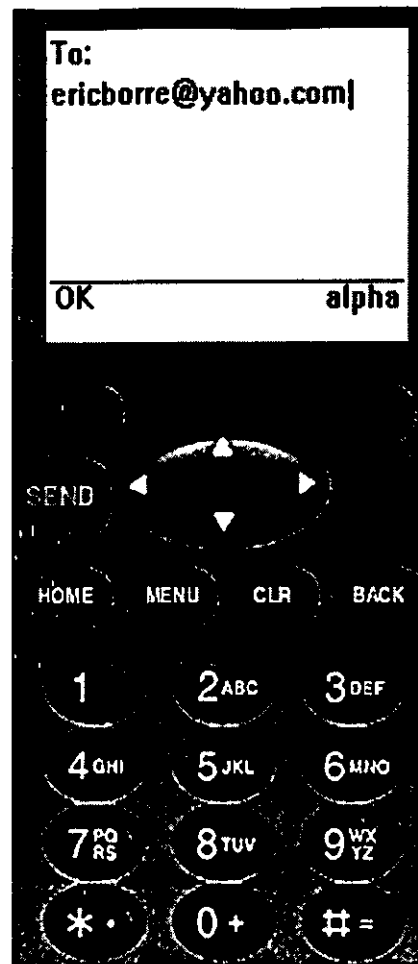 To:
ericborre@yahoo.com
OK alpha
SEND
HOME MENU CLR BACK
1 2ABC 3DEF
4GHI 5JKL 6MNO
7PQRS 8TUV 9WXYZ
* · 0+ # =